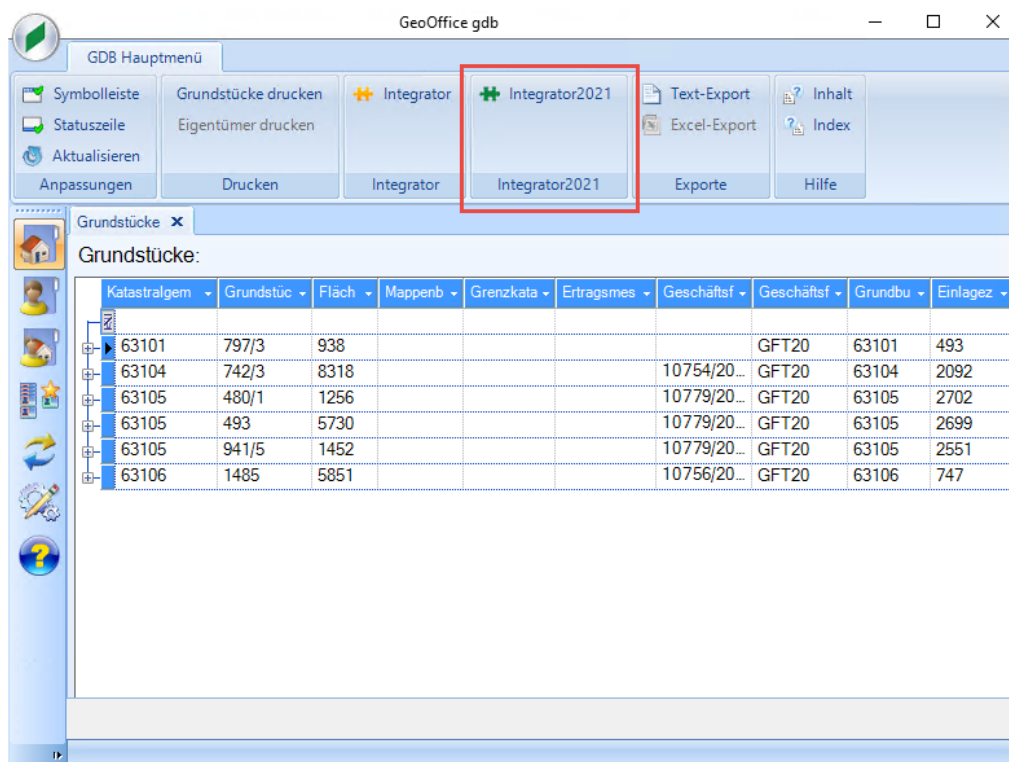 GeoOffice gdb
GDB Hauptmenü
Symbolleiste Grundstücke drucken Integrator Integrator2021 Text-Export Inhalt
Statuszeile Eigentümer drucken Excel-Export Index
Aktualisieren
Anpassungen Drucken Integrator Integrator2021 Exporte Hilfe
Grundstücke
Grundstücke:
Katastralgem Grundstüc Fläch Mappenb Grenzkata Ertragsmes Geschäftsf Geschäftsf Grundbu Einlagez
63101 797/3 938 GFT20 63101 493
63104 742/3 8318 10754/20... GFT20 63104 2092
63105 480/1 1256 10779/20... GFT20 63105 2702
63105 493 5730 10779/20... GFT20 63105 2699
63105 941/5 1452 10779/20... GFT20 63105 2551
63106 1485 5851 10756/20... GFT20 63106 747